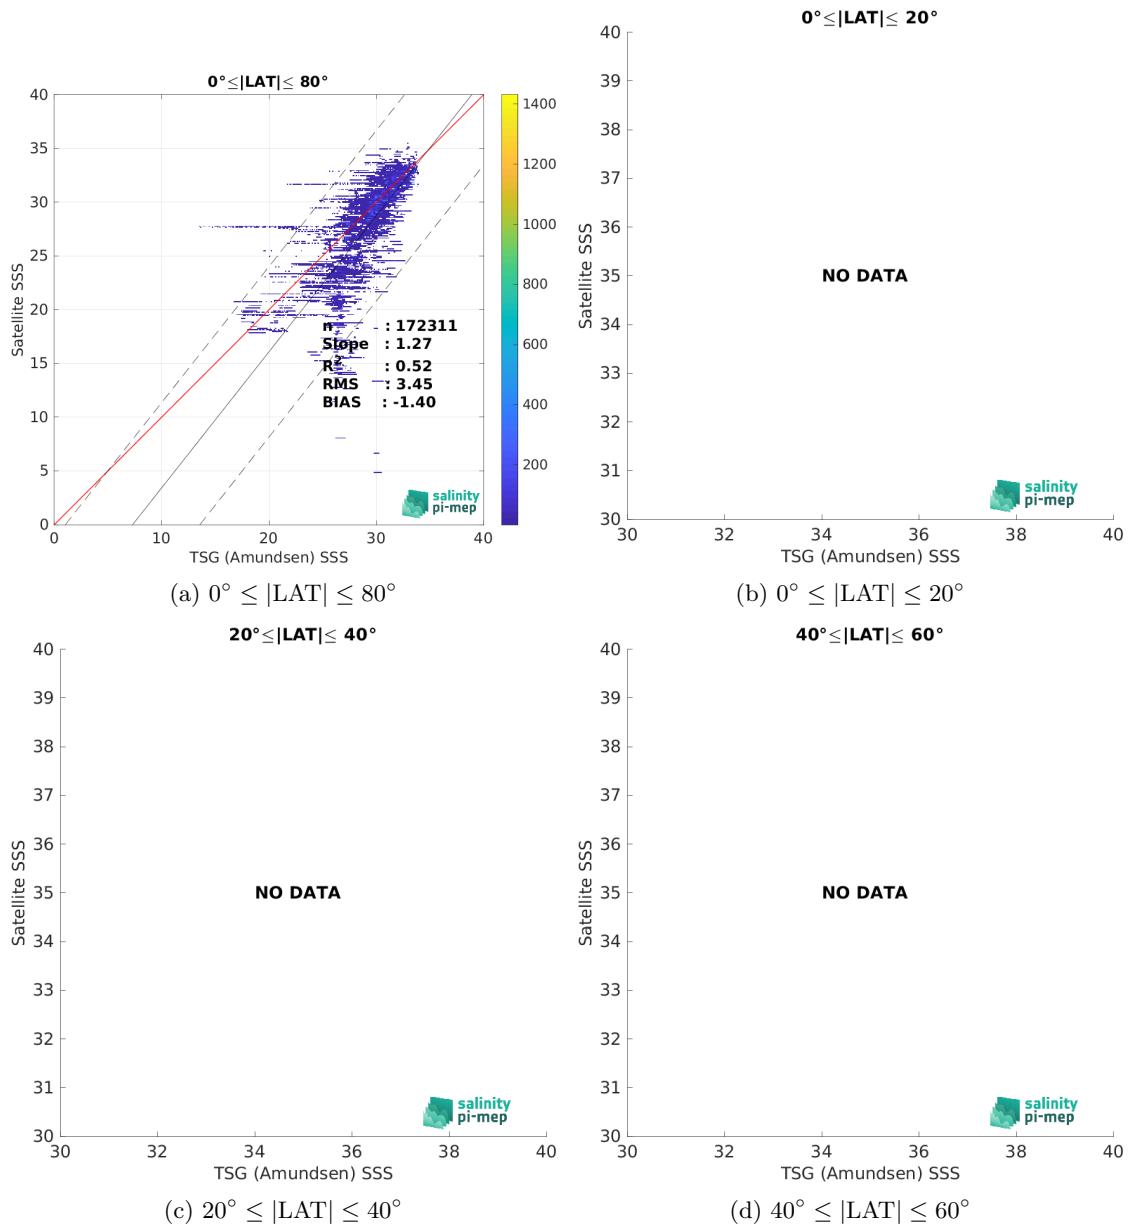 0°≤|LAT|≤ 80°
40
35
30
25
20
15
10
5
0
0
10
20
30
40
Satellite SSS
TSG (Amundsen) SSS
1400
1200
1000
800
600
400
200
n : 172311
Slope : 1.27
R² : 0.52
RMS : 3.45
BIAS : -1.40
salinity
pi-mep
(a) 0° ≤ |LAT| ≤ 80°
0°≤|LAT|≤ 20°
40
39
38
37
36
35
34
33
32
31
30
30
32
34
36
38
40
Satellite SSS
NO DATA
TSG (Amundsen) SSS
salinity
pi-mep
(b) 0° ≤ |LAT| ≤ 20°
20°≤|LAT|≤ 40°
40
39
38
37
36
35
34
33
32
31
30
30
32
34
36
38
40
Satellite SSS
NO DATA
TSG (Amundsen) SSS
salinity
pi-mep
(c) 20° ≤ |LAT| ≤ 40°
40°≤|LAT|≤ 60°
40
39
38
37
36
35
34
33
32
31
30
30
32
34
36
38
40
Satellite SSS
NO DATA
TSG (Amundsen) SSS
salinity
pi-mep
(d) 40° ≤ |LAT| ≤ 60°